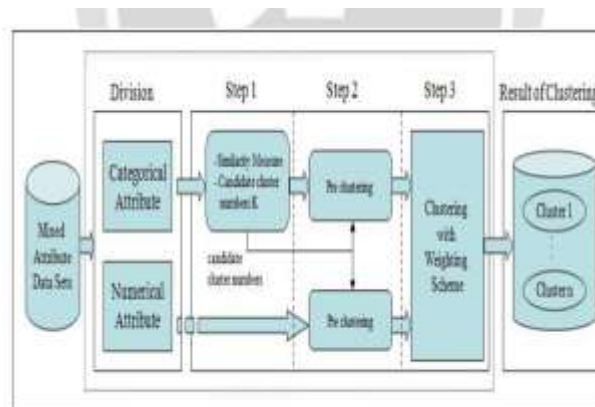 Division
Step 1
Step 2
Step 3
Result of Clustering
Mixed
Attribute
Data Sets
Categorical
Attribute
Numerical
Attribute
-Similarity Measure
- Candidate cluster
numbers K
candidate
cluster numbers
Pre clustering
Pre clustering
Clustering
with
Weighting
Scheme
Cluster 1
Cluster n